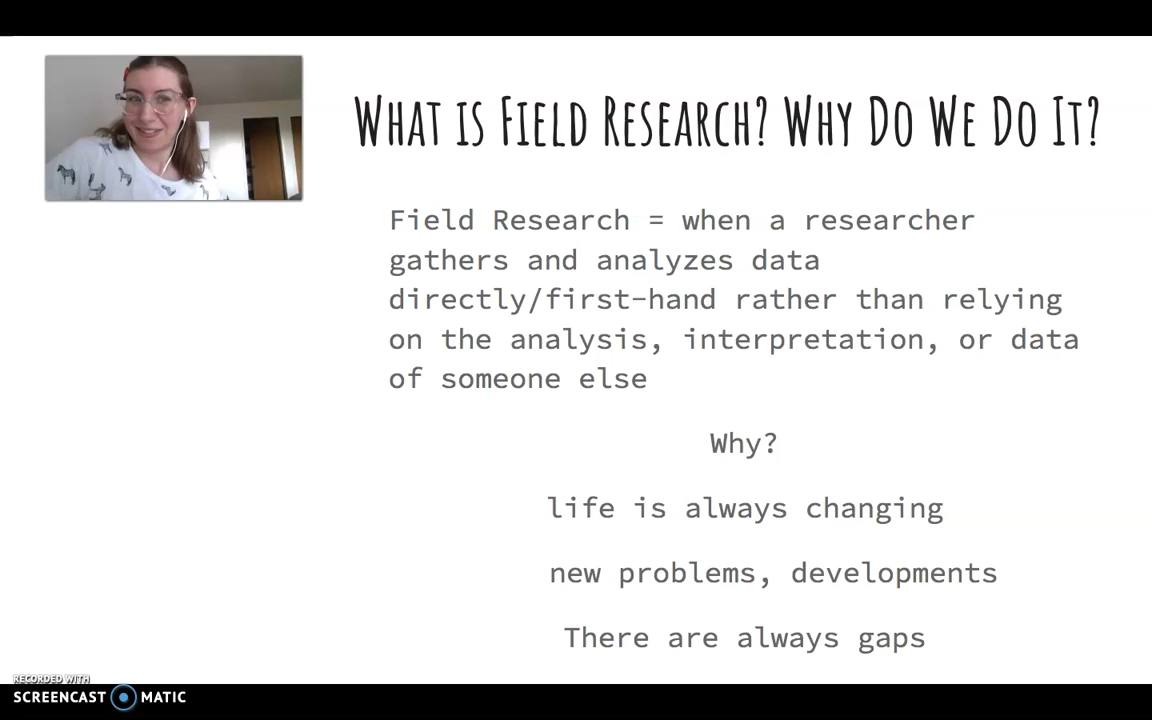 What is Field Research? Why Do We Do It?
Field Research = when a researcher
gathers and analyzes data
directly/first-hand rather than relying
on the analysis, interpretation, or data
of someone else
Why?
life is always changing
new problems, developments
There are always gaps
RECORDED WITH
SCREENCAST MATIC